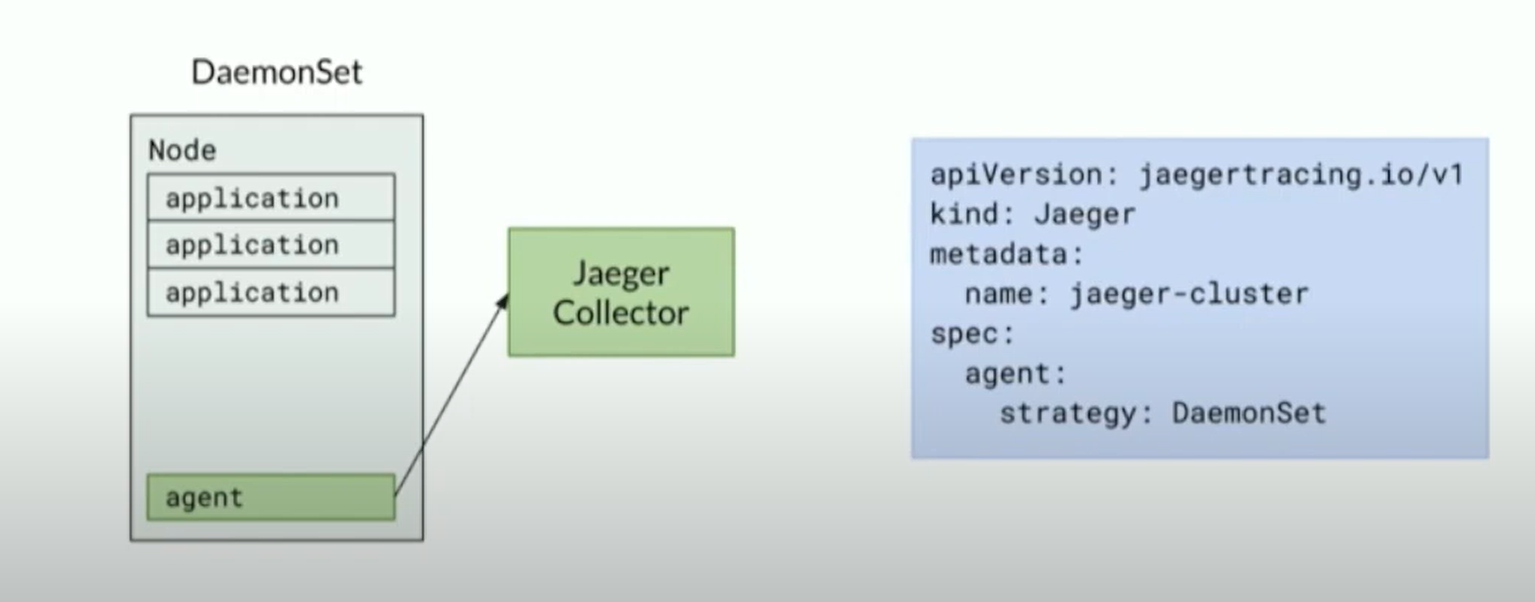 DaemonSet
Node
application
application
application
agent
Jaeger
Collector
apiVersion: jaegertracing.io/v1
kind: Jaeger
metadata:
  name: jaeger-cluster
spec:
  agent:
    strategy: DaemonSet